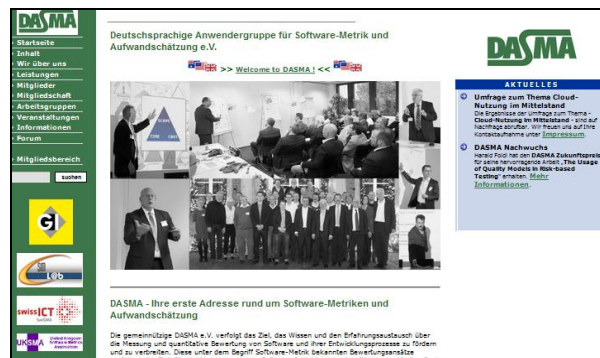 DASMA
Startseite
Inhalt
Wir über uns
Leistungen
Mitglieder
Mitgliedschaft
Arbeitsgruppen
Veranstaltungen
Informationen
Forum
Mitgliedsbereich
suchen
GI
L@b
swissICT
UKSMA
Deutschsprachige Anwendergruppe für Software-Metrik und
Aufwandschätzung e.V.
>> Welcome to DASMA ! <<
SCOPE
TIME COST
DASMA - Ihre erste Adresse rund um Software-Metriken und
Aufwandschätzung
Die gemeinnützige DASMA e.V. verfolgt das Ziel, das Wissen und den Erfahrungsaustausch über
die Messung und quantitative Bewertung von Software und ihrer Entwicklungsprozesse zu fördern
und zu verbreiten. Diese unter dem Begriff Software-Metrik bekannten Bewertungsansätze
DASMA
AKTUELLES
Umfrage zum Thema Cloud-
Nutzung im Mittelstand
Die Ergebnisse der Umfrage zum Thema -
Cloud-Nutzung im Mittelstand - sind auf
Nachfrage abrufbar. Wir freuen uns auf Ihre
Kontaktaufnahme unter Impressum.
DASMA Nachwuchs
Harald Foidl hat den DASMA Zukunftspreis
für seine hervorragende Arbeit „The Usage
of Quality Models in Risk-based
Testing" erhalten. Mehr
Informationen.